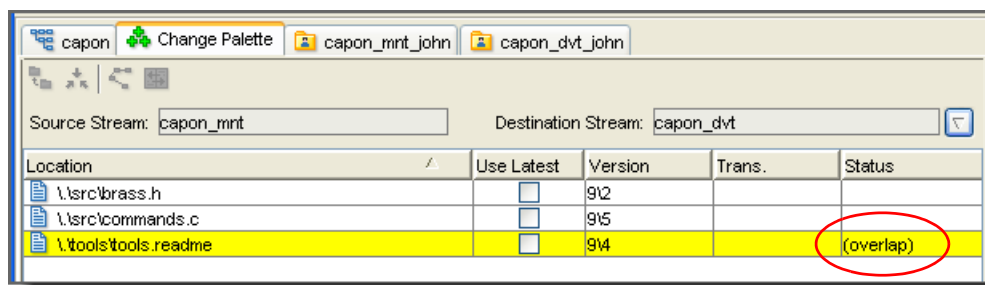 capon Change Palette capon_mnt_john capon_dvt_john
Source Stream: capon_mnt Destination Stream: capon_dvt
Location Use Latest Version Trans. Status
\.\src\brass.h 9\2
\.\src\commands.c 9\5
\.\tools\tools.readme 9\4 (overlap)